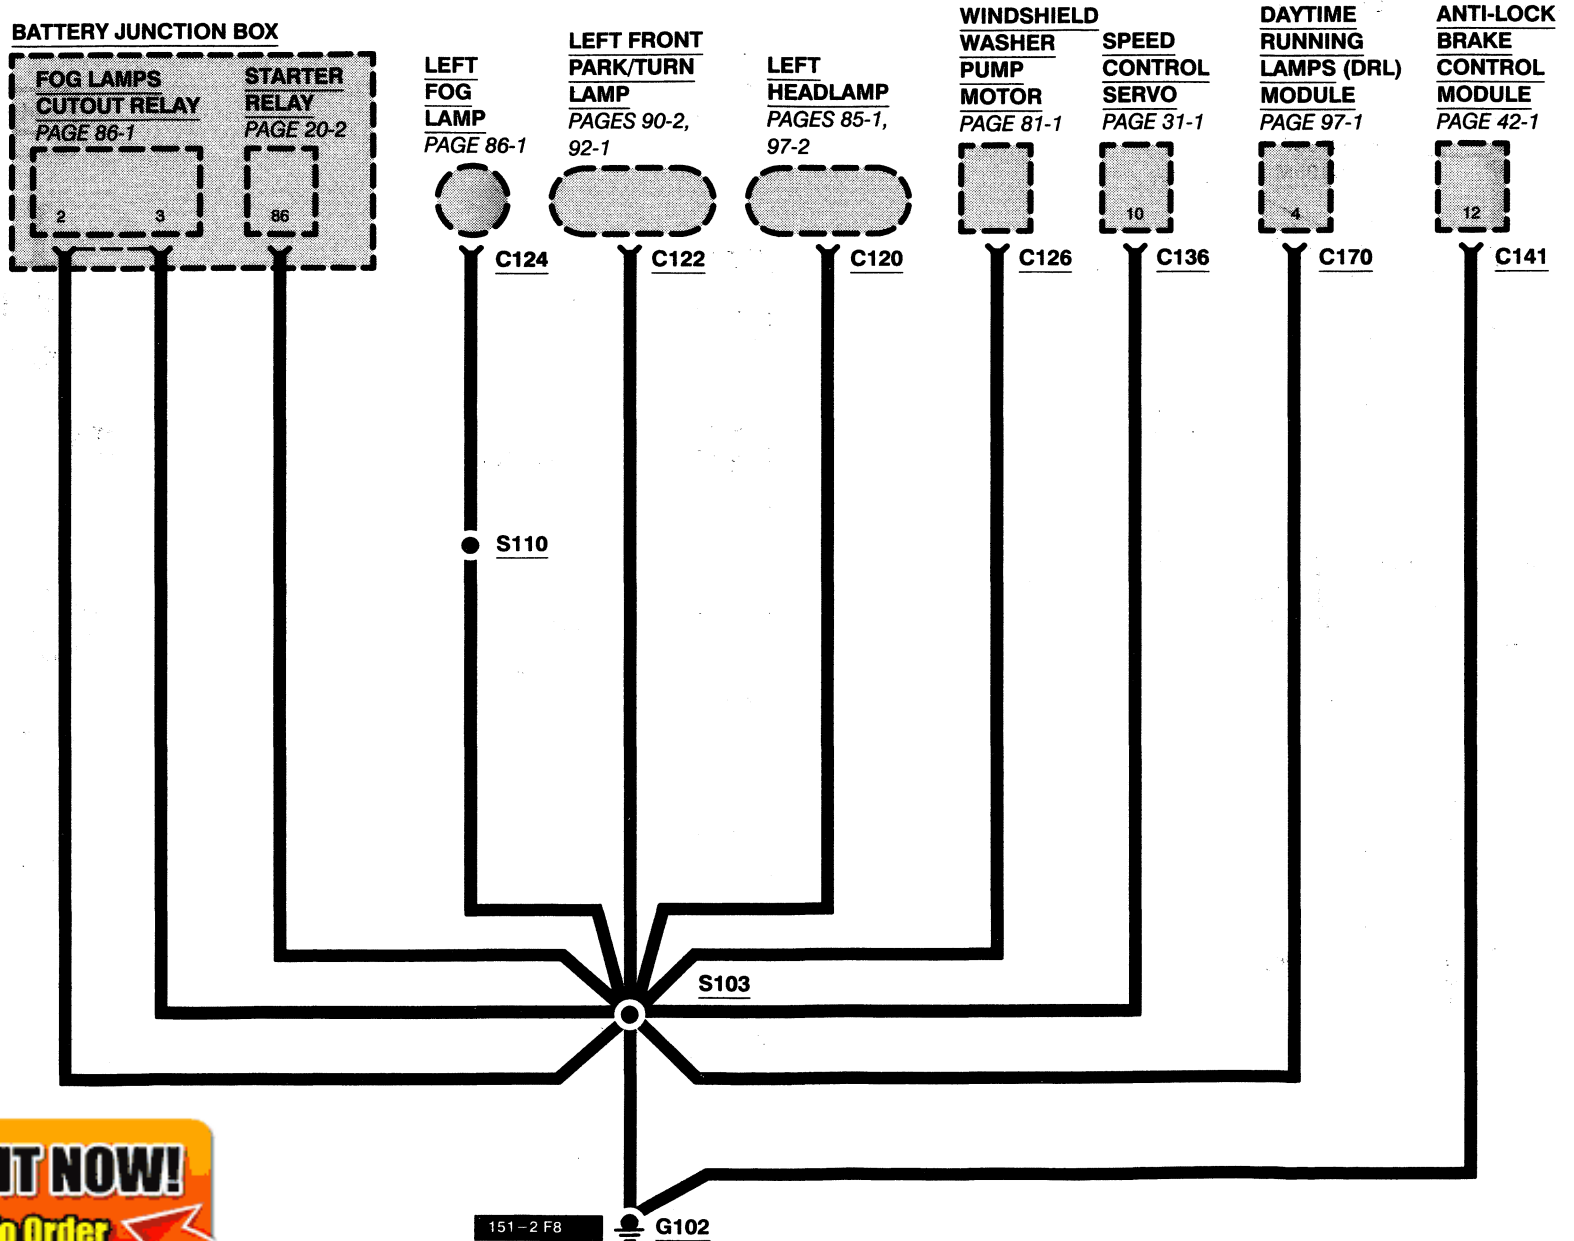 BATTERY JUNCTION BOX
FOG LAMPS
CUTOUT RELAY
PAGE 86-1
2
3
STARTER
RELAY
PAGE 20-2
86
LEFT
FOG
LAMP
PAGE 86-1
C124
LEFT FRONT
PARK/TURN
LAMP
PAGES 90-2,
92-1
C122
LEFT
HEADLAMP
PAGES 85-1,
97-2
C120
WINDSHIELD
WASHER
PUMP
MOTOR
PAGE 81-1
C126
SPEED
CONTROL
SERVO
PAGE 31-1
10
C136
DAYTIME
RUNNING
LAMPS (DRL)
MODULE
PAGE 97-1
4
C170
ANTI-LOCK
BRAKE
CONTROL
MODULE
PAGE 42-1
12
C141
S110
S103
IT NOW!
o Order
151-2 F8
G102